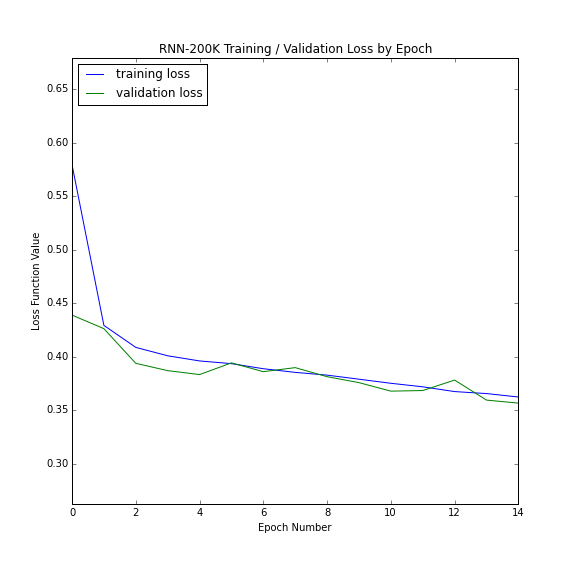 RNN-200K Training / Validation Loss by Epoch
training loss
validation loss
0.65
0.60
0.55
0.50
0.45
0.40
0.35
0.30
Loss Function Value
0 2 4 6 8 10 12 14
Epoch Number